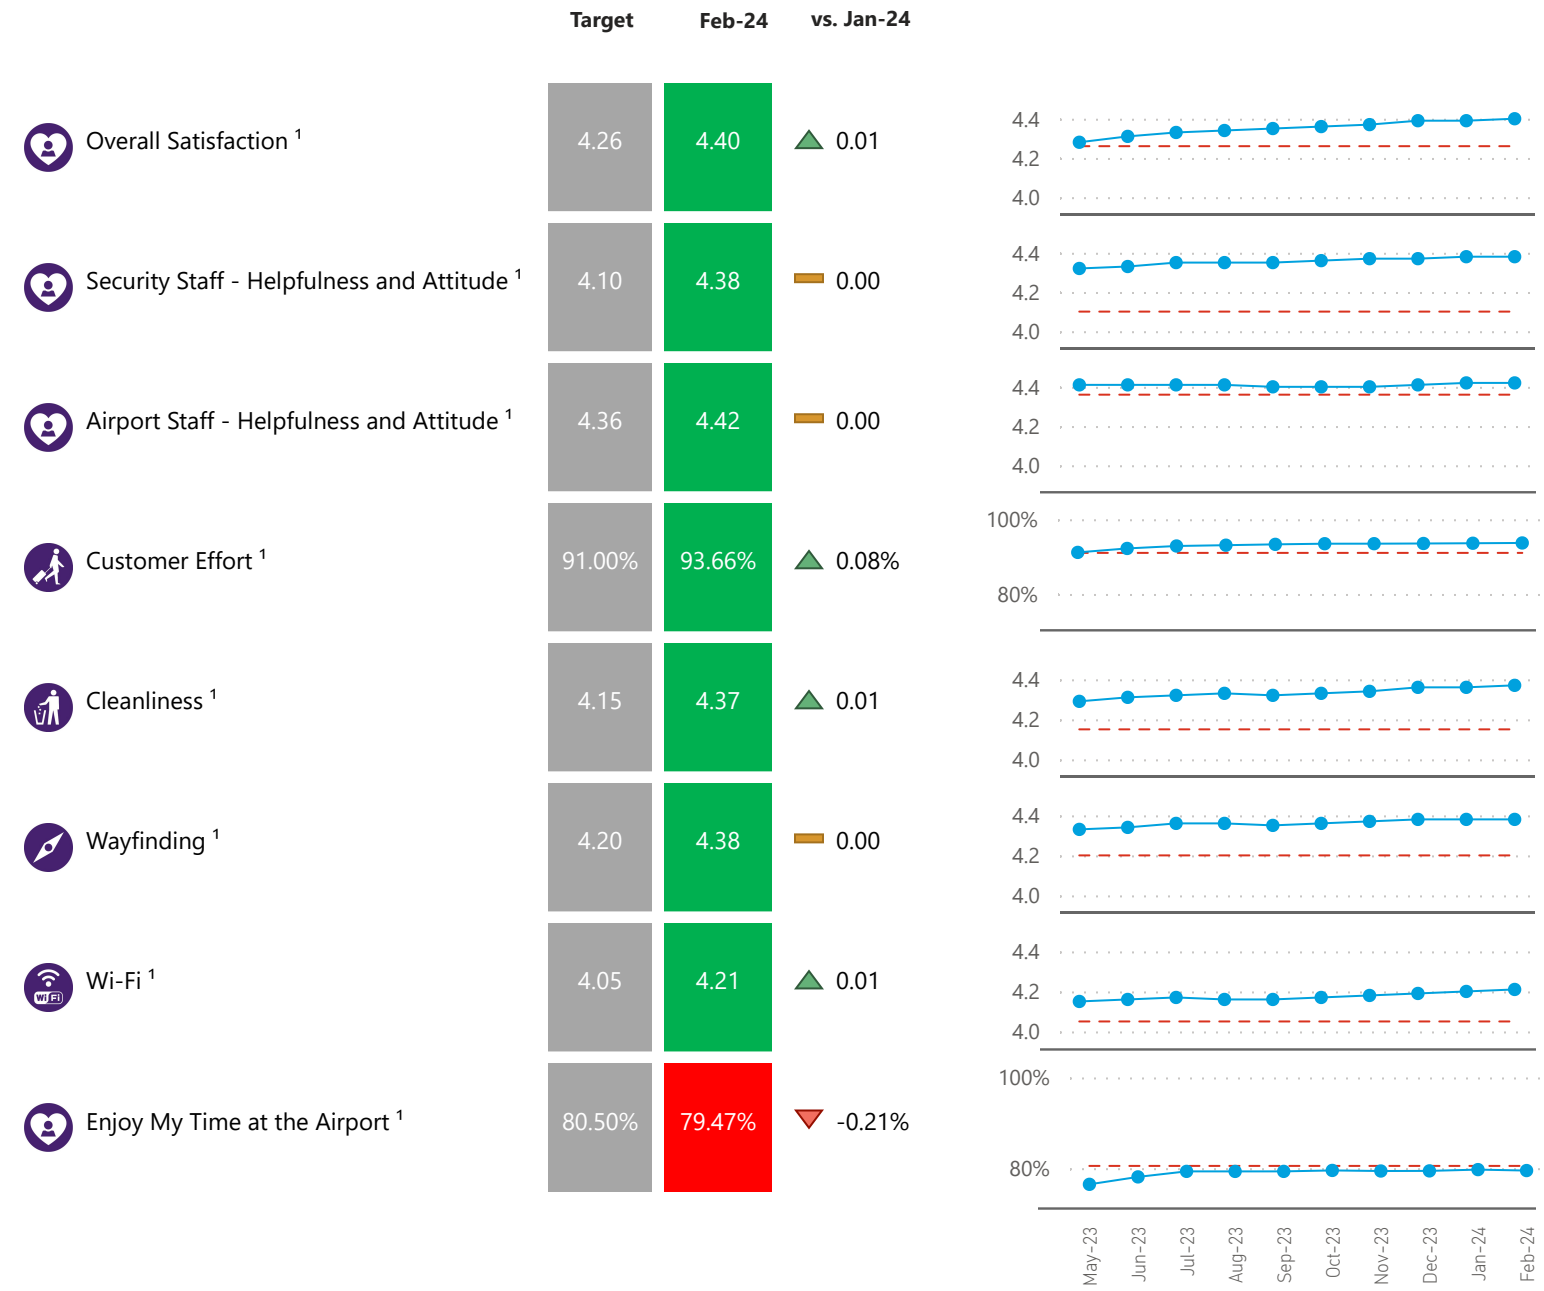 Target Feb-24 vs. Jan-24
Overall Satisfaction ¹ 4.26 4.40 0.01
4.4
4.2
4.0
Security Staff - Helpfulness and Attitude ¹ 4.10 4.38 0.00
4.4
4.2
4.0
Airport Staff - Helpfulness and Attitude ¹ 4.36 4.42 0.00
4.4
4.2
4.0
Customer Effort ¹ 91.00% 93.66% 0.08%
100%
80%
Cleanliness ¹ 4.15 4.37 0.01
4.4
4.2
4.0
Wayfinding ¹ 4.20 4.38 0.00
4.4
4.2
4.0
Wi Fi
Wi-Fi ¹ 4.05 4.21 0.01
4.4
4.2
4.0
Enjoy My Time at the Airport ¹ 80.50% 79.47% -0.21%
100%
80%
May-23 Jun-23 Jul-23 Aug-23 Sep-23 Oct-23 Nov-23 Dec-23 Jan-24 Feb-24